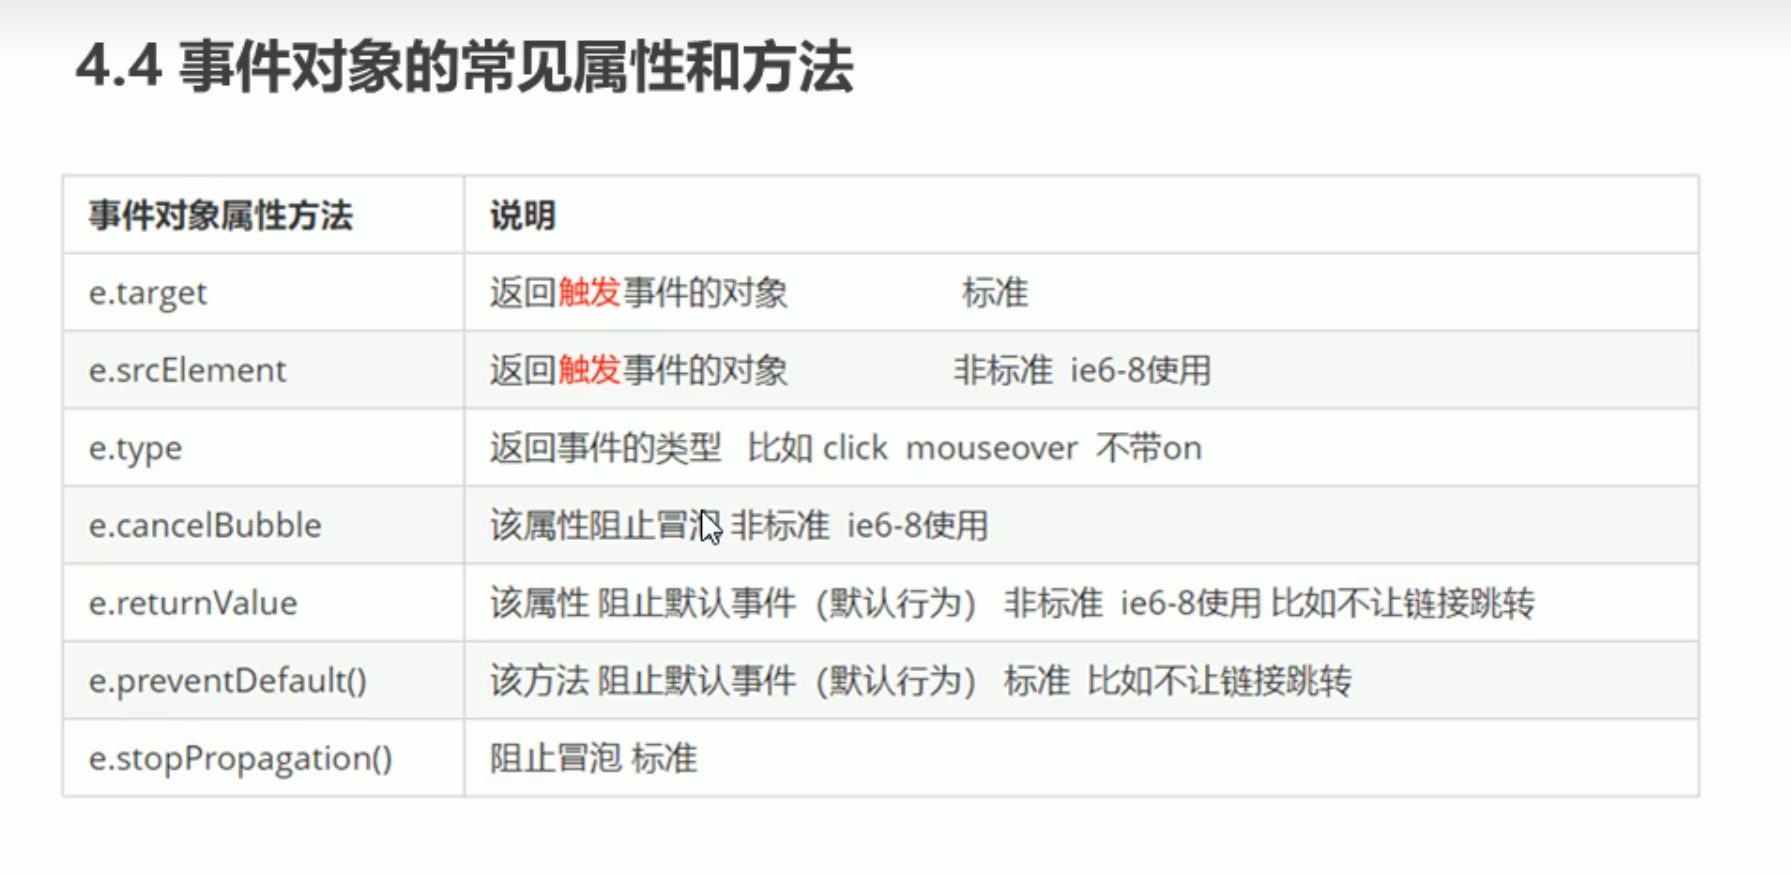 4.4 事件对象的常见属性和方法
事件对象属性方法 说明
e.target 返回触发事件的对象 标准
e.srcElement 返回触发事件的对象 非标准 ie6-8使用
e.type 返回事件的类型 比如 click mouseover 不带on
e.cancelBubble 该属性阻止冒泡 非标准 ie6-8使用
e.returnValue 该属性 阻止默认事件（默认行为） 非标准 ie6-8使用 比如不让链接跳转
e.preventDefault() 该方法 阻止默认事件（默认行为） 标准 比如不让链接跳转
e.stopPropagation() 阻止冒泡 标准